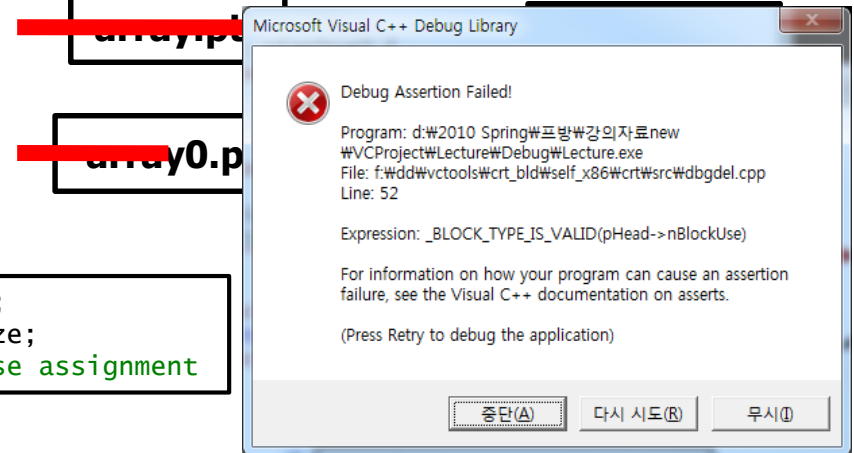 Microsoft Visual C++ Debug Library
Debug Assertion Failed!
Program: d:₩2010 Spring₩프방₩강의자료new
₩VCProject₩Lecture₩Debug₩Lecture.exe
File: f:₩dd₩vctools₩crt_bld₩self_x86₩crt₩src₩dbgdel.cpp
Line: 52
Expression: _BLOCK_TYPE_IS_VALID(pHead->nBlockUse)
For information on how your program can cause an assertion
failure, see the Visual C++ documentation on asserts.
(Press Retry to debug the application)
중단(A) 다시 시도(R) 무시(I)
array0.p
ze;
se assignment